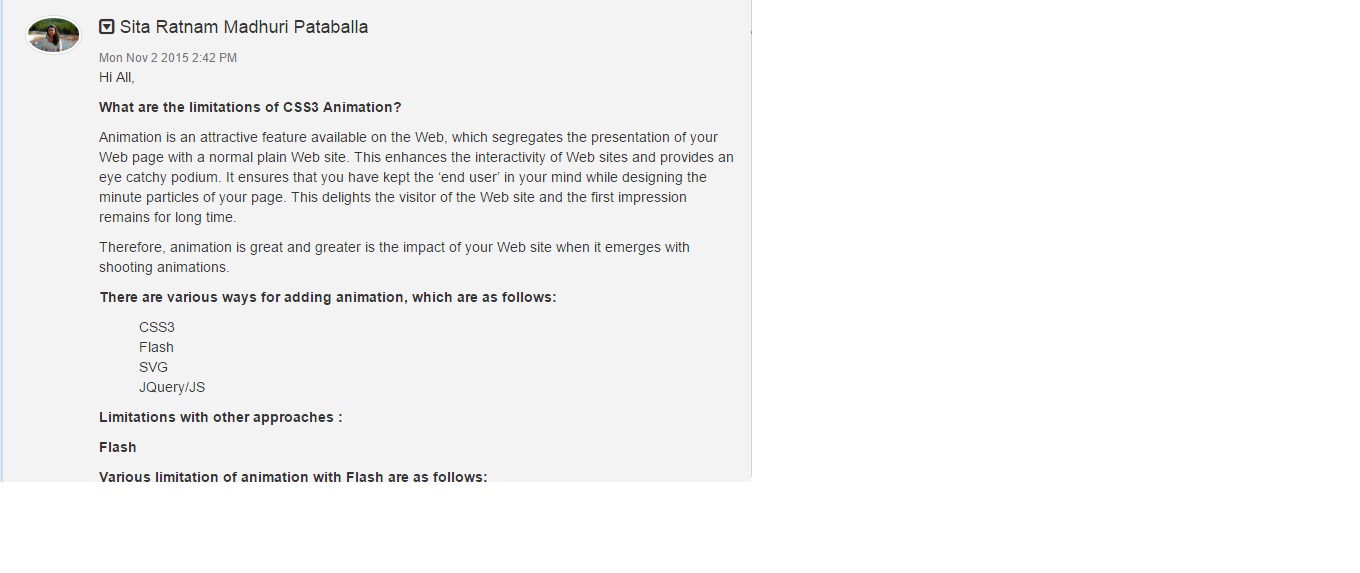 Sita Ratnam Madhuri Pataballa
Mon Nov 2 2015 2:42 PM
Hi All,
What are the limitations of CSS3 Animation?
Animation is an attractive feature available on the Web, which segregates the presentation of your
Web page with a normal plain Web site. This enhances the interactivity of Web sites and provides an
eye catchy podium. It ensures that you have kept the ‘end user’ in your mind while designing the
minute particles of your page. This delights the visitor of the Web site and the first impression
remains for long time.
Therefore, animation is great and greater is the impact of your Web site when it emerges with
shooting animations.
There are various ways for adding animation, which are as follows:
CSS3
Flash
SVG
JQuery/JS
Limitations with other approaches :
Flash
Various limitation of animation with Flash are as follows: